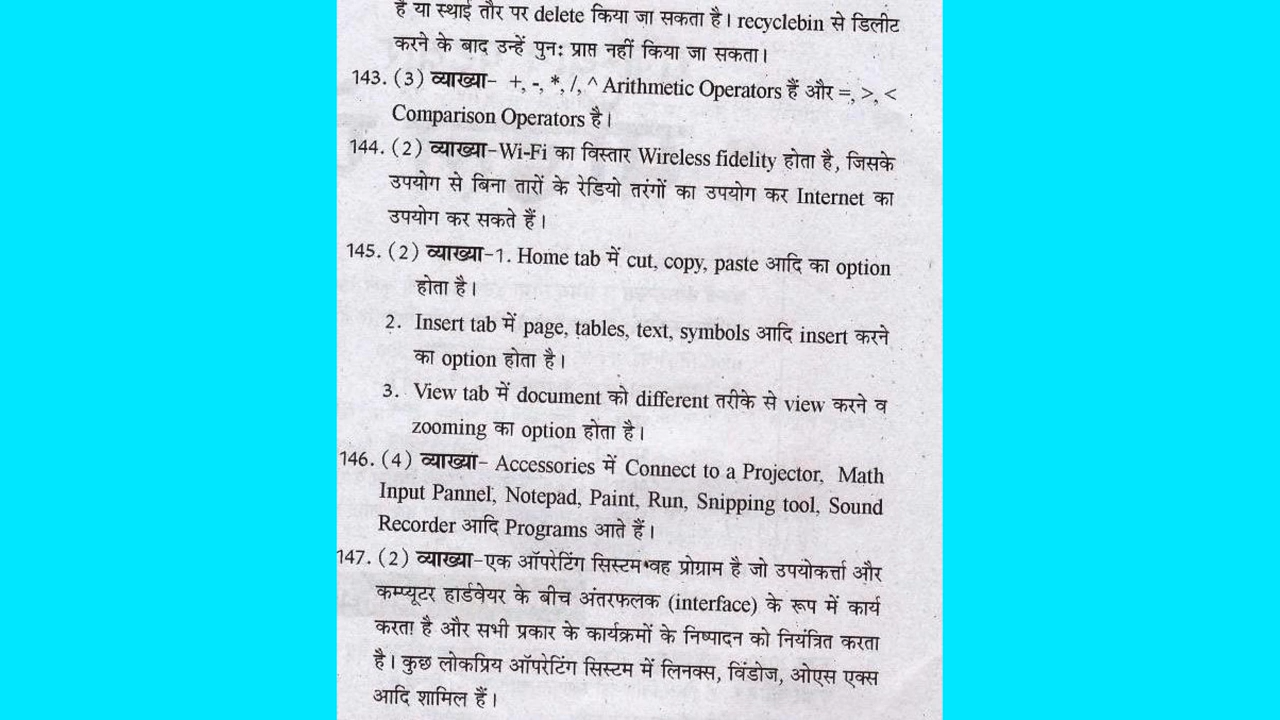 है या स्थाई तौर पर delete किया जा सकता है। recyclebin से डिलीट
करने के बाद उन्हें पुनः प्राप्त नहीं किया जा सकता।
143. (3) व्याख्या- +, -, *, /, ^ Arithmetic Operators हैं और =, >, <
Comparison Operators है।
144. (2) व्याख्या-Wi-Fi का विस्तार Wireless fidelity होता है, जिसके
उपयोग से बिना तारों के रेडियो तरंगों का उपयोग कर Internet का
उपयोग कर सकते हैं।
145. (2) व्याख्या-1. Home tab में cut, copy, paste आदि का option
होता है।
2. Insert tab में page, tables, text, symbols आदि insert करने
का option होता है।
3. View tab में document को different तरीके से view करने व
zooming का option होता है।
146. (4) व्याख्या- Accessories में Connect to a Projector, Math
Input Pannel, Notepad, Paint, Run, Snipping tool, Sound
Recorder आदि Programs आते हैं।
147. (2) व्याख्या-एक ऑपरेटिंग सिस्टम वह प्रोग्राम है जो उपयोकर्त्ता और
कम्प्यूटर हार्डवेयर के बीच अंतरफलक (interface) के रूप में कार्य
करता है और सभी प्रकार के कार्यक्रमों के निष्पादन को नियंत्रित करता
है। कुछ लोकप्रिय ऑपरेटिंग सिस्टम में लिनक्स, विंडोज, ओएस एक्स
आदि शामिल हैं।